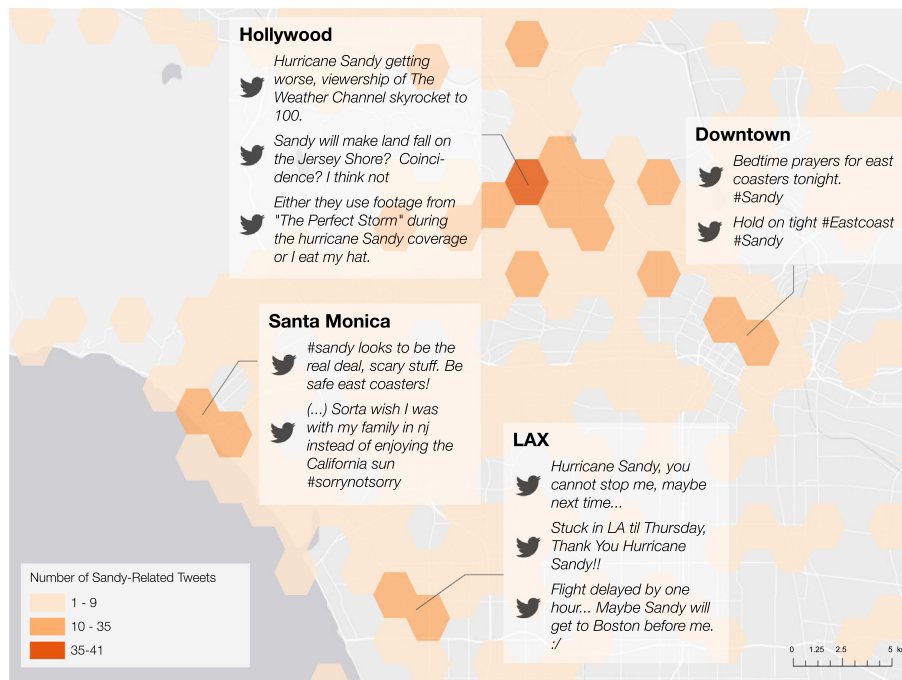 Hollywood
Hurricane Sandy getting
worse, viewership of The
Weather Channel skyrocket to
100.
Sandy will make land fall on
the Jersey Shore? Coinci-
dence? I think not
Either they use footage from
"The Perfect Storm" during
the hurricane Sandy coverage
or I eat my hat.
Downtown
Bedtime prayers for east
coasters tonight.
#Sandy
Hold on tight #Eastcoast
#Sandy
Santa Monica
#sandy looks to be the
real deal, scary stuff. Be
safe east coasters!
(...) Sorta wish I was
with my family in nj
instead of enjoying the
California sun
#sorrynotsorry
LAX
Hurricane Sandy, you
cannot stop me, maybe
next time...
Stuck in LA til Thursday,
Thank You Hurricane
Sandy!!
Flight delayed by one
hour... Maybe Sandy will
get to Boston before me.
:/
Number of Sandy-Related Tweets
1 - 9
10 - 35
35-41
0 1.25 2.5 5